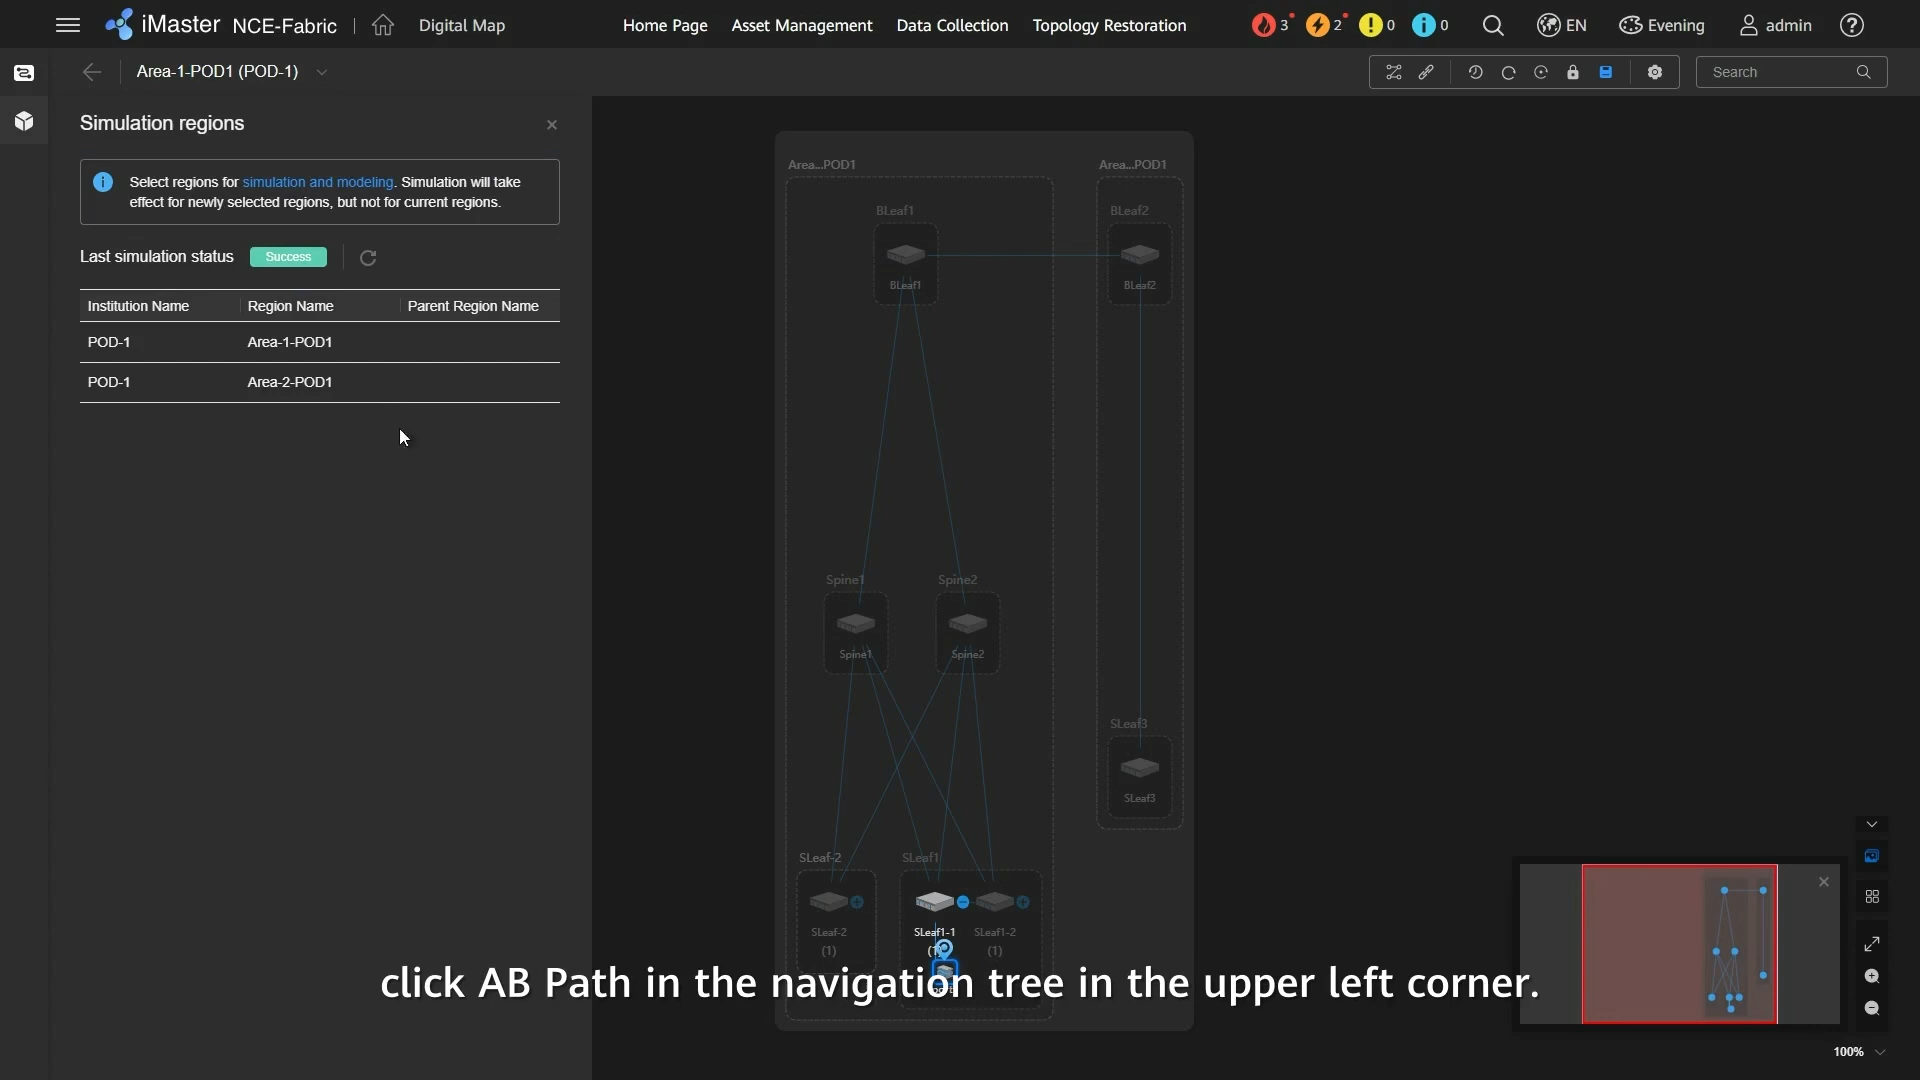 iMaster NCE-Fabric
Digital Map
Home Page
Asset Management
Data Collection
Topology Restoration
3
2
0
0
EN
Evening
admin
Area-1-POD1 (POD-1)
Search
Simulation regions
Select regions for simulation and modeling. Simulation will take
effect for newly selected regions, but not for current regions.
Last simulation status
Success
Institution Name
Region Name
Parent Region Name
POD-1
Area-1-POD1
POD-1
Area-2-POD1
Area...POD1
Area...POD1
BLeaf1
BLeaf2
BLeaf1
BLeaf2
Spine1
Spine2
Spine1
Spine2
SLeaf3
SLeaf3
SLeaf-2
SLeaf1
SLeaf-2
SLeaf1-1
SLeaf1-2
(1)
(1)
click AB Path in the navigation tree in the upper left corner.
100%